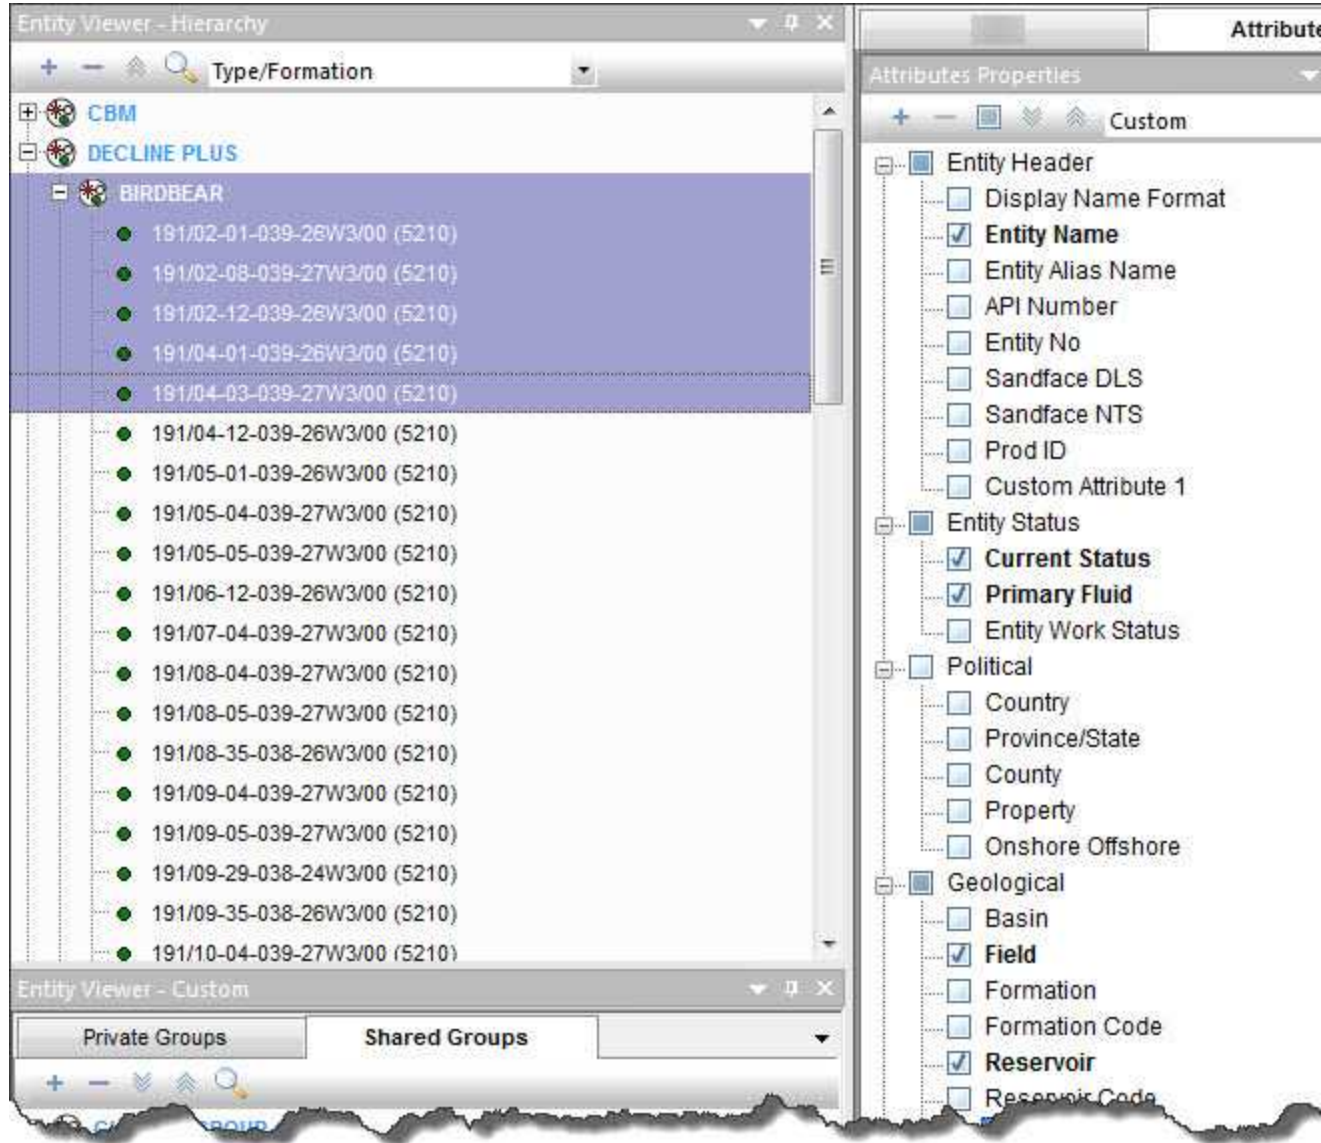 Entity Viewer - Hierarchy
Type/Formation
CBM
DECLINE PLUS
BIRDBEAR
191/02-01-039-26W3/00 (5210)
191/02-08-039-27W3/00 (5210)
191/02-12-039-26W3/00 (5210)
191/04-01-039-26W3/00 (5210)
191/04-03-039-27W3/00 (5210)
191/04-12-039-26W3/00 (5210)
191/05-01-039-26W3/00 (5210)
191/05-04-039-27W3/00 (5210)
191/05-05-039-27W3/00 (5210)
191/06-12-039-26W3/00 (5210)
191/07-04-039-27W3/00 (5210)
191/08-04-039-27W3/00 (5210)
191/08-05-039-27W3/00 (5210)
191/08-35-038-26W3/00 (5210)
191/09-04-039-27W3/00 (5210)
191/09-05-039-27W3/00 (5210)
191/09-29-038-24W3/00 (5210)
191/09-35-038-26W3/00 (5210)
191/10-04-039-27W3/00 (5210)
Entity Viewer - Custom
Private Groups
Shared Groups
Attribute
Attributes Properties
Custom
Entity Header
Display Name Format
Entity Name
Entity Alias Name
API Number
Entity No
Sandface DLS
Sandface NTS
Prod ID
Custom Attribute 1
Entity Status
Current Status
Primary Fluid
Entity Work Status
Political
Country
Province/State
County
Property
Onshore Offshore
Geological
Basin
Field
Formation
Formation Code
Reservoir
Reservoir Code